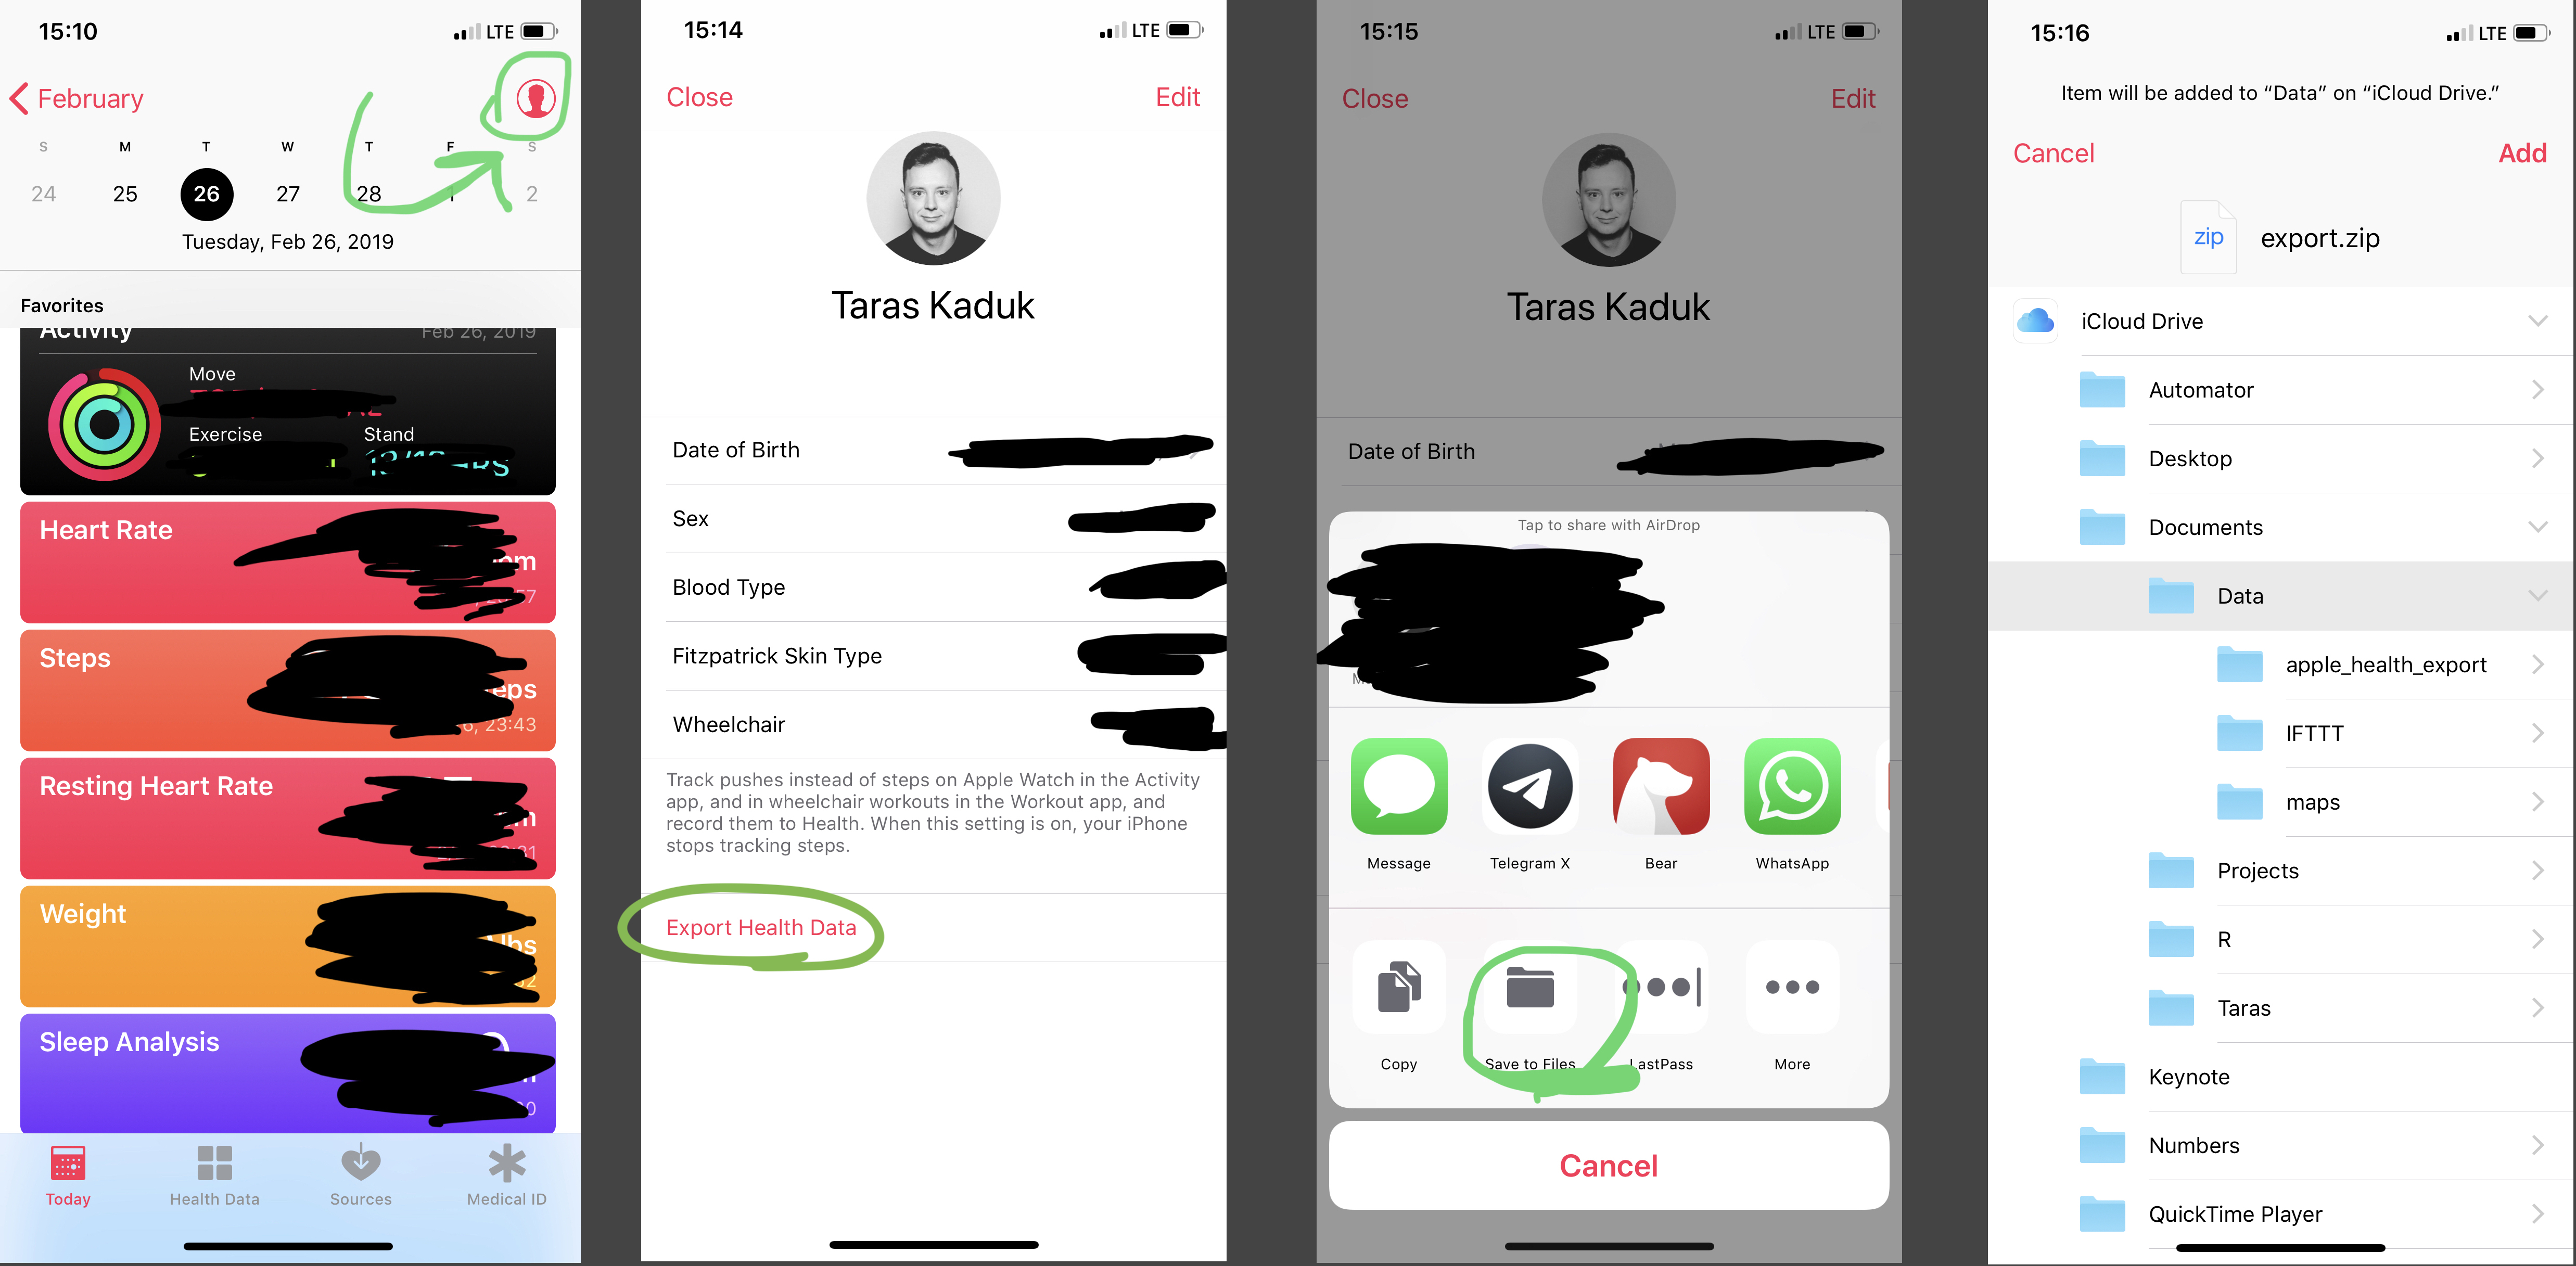 15:10
LTE
February
S M T W T F S
24 25 26 27 28 1 2
Tuesday, Feb 26, 2019
Favorites
Activity Feb 26, 2019
Move
Exercise Stand
Heart Rate
Steps
23:43
Resting Heart Rate
Weight
Sleep Analysis
Today Health Data Sources Medical ID
15:14
LTE
Close Edit
Taras Kaduk
Date of Birth
Sex
Blood Type
Fitzpatrick Skin Type
Wheelchair
Track pushes instead of steps on Apple Watch in the Activity
app, and in wheelchair workouts in the Workout app, and
record them to Health. When this setting is on, your iPhone
stops tracking steps.
Export Health Data
15:15
LTE
Close Edit
Taras Kaduk
Date of Birth
Tap to share with AirDrop
Message Telegram X Bear WhatsApp
Copy Save to Files LastPass More
Cancel
15:16
LTE
Item will be added to “Data” on “iCloud Drive.”
Cancel Add
zip export.zip
iCloud Drive
Automator
Desktop
Documents
Data
apple_health_export
IFTTT
maps
Projects
R
Taras
Keynote
Numbers
QuickTime Player